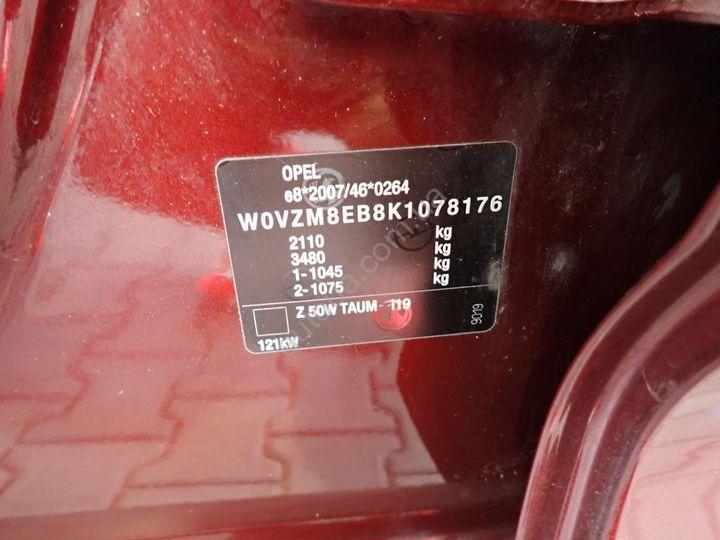 OPEL
e8*2007/46*0264
W0VZM8EB8K1078176
2110 kg
3480 kg
1-1045 kg
2-1075 kg
Z 50W TAUM- I19
121kW
9019